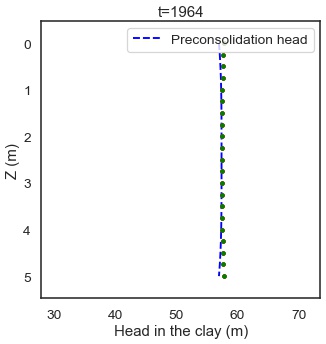 t=1964
Preconsolidation head
0
1
2
3
4
5
Z (m)
30 40 50 60 70
Head in the clay (m)